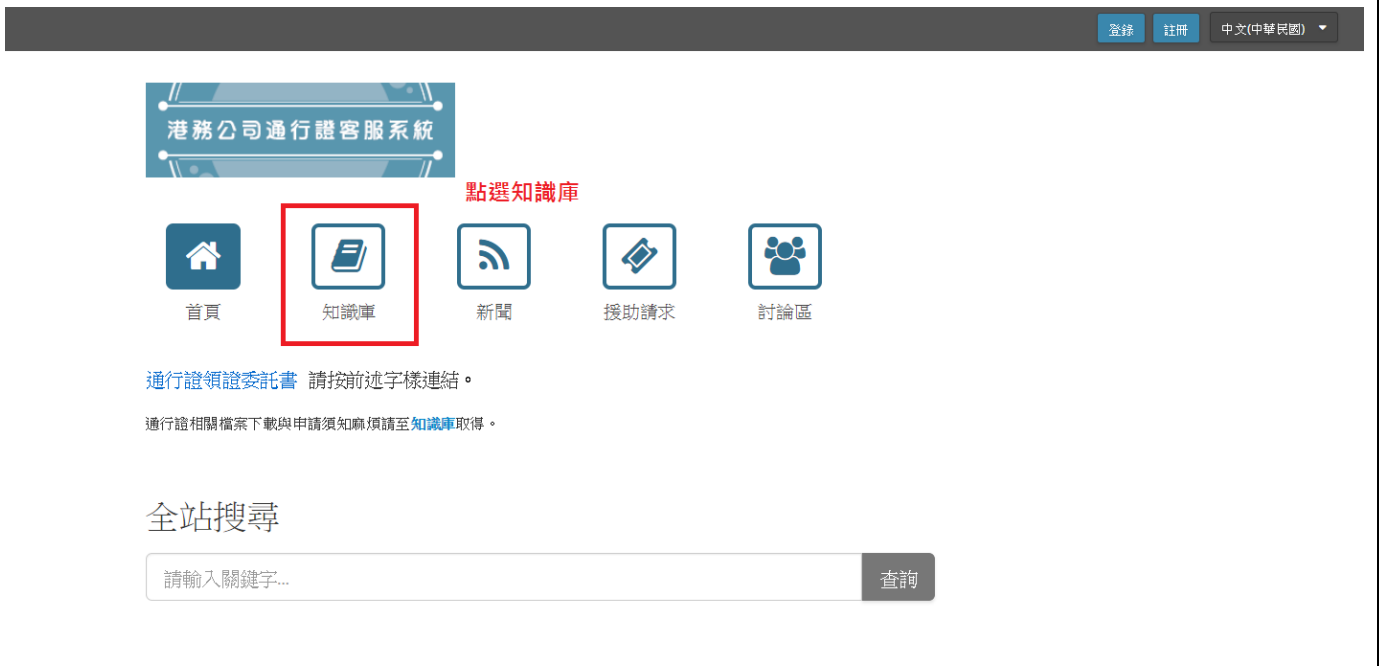 登錄 註冊 中文(中華民國)
港務公司通行證客服系統
點選知識庫
首頁 知識庫 新聞 援助請求 討論區
通行證領證委託書 請按前述字樣連結。
通行證相關檔案下載與申請須知麻煩請至知識庫取得。
全站搜尋
請輸入關鍵字... 查詢